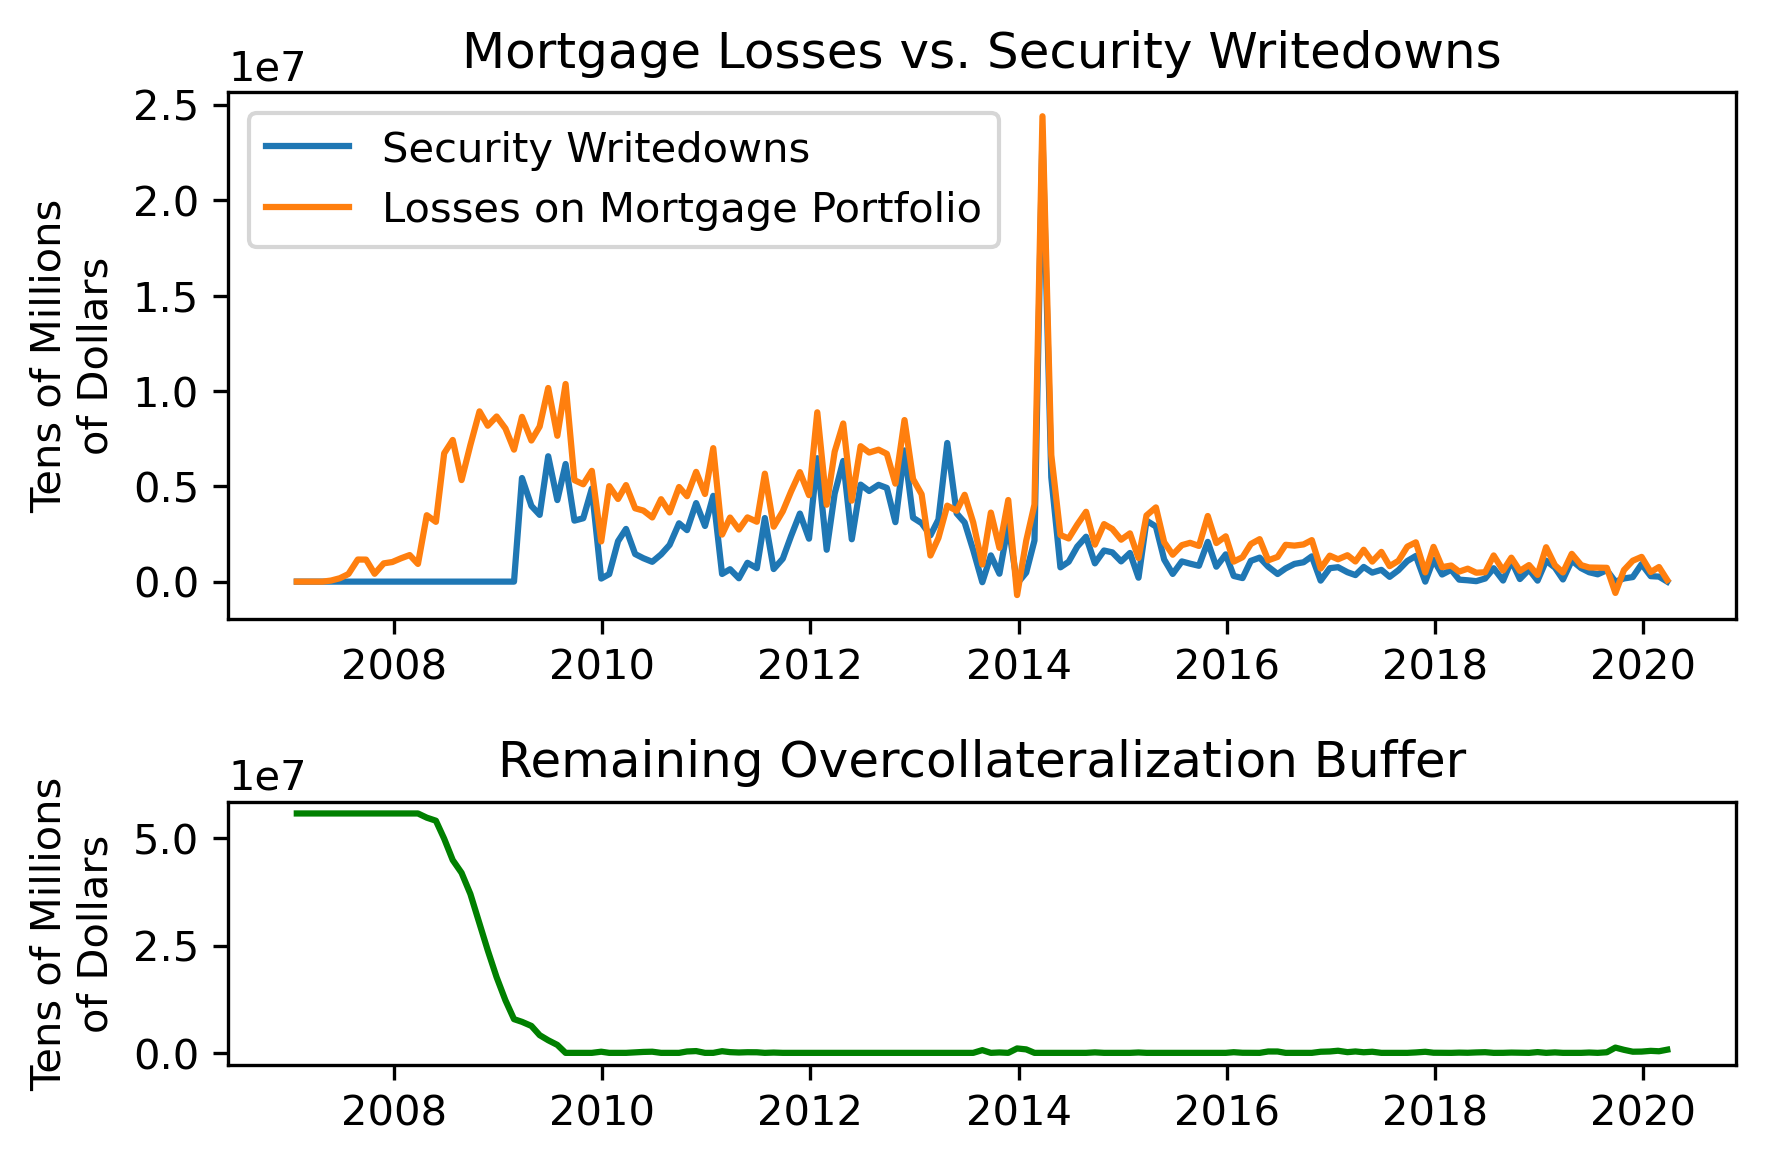 Mortgage Losses vs. Security Writedowns
1e7
Tens of Millions
of Dollars
2.5
2.0
1.5
1.0
0.5
0.0
Security Writedowns
Losses on Mortgage Portfolio
2008 2010 2012 2014 2016 2018 2020
Remaining Overcollateralization Buffer
1e7
Tens of Millions
of Dollars
5.0
2.5
0.0
2008 2010 2012 2014 2016 2018 2020